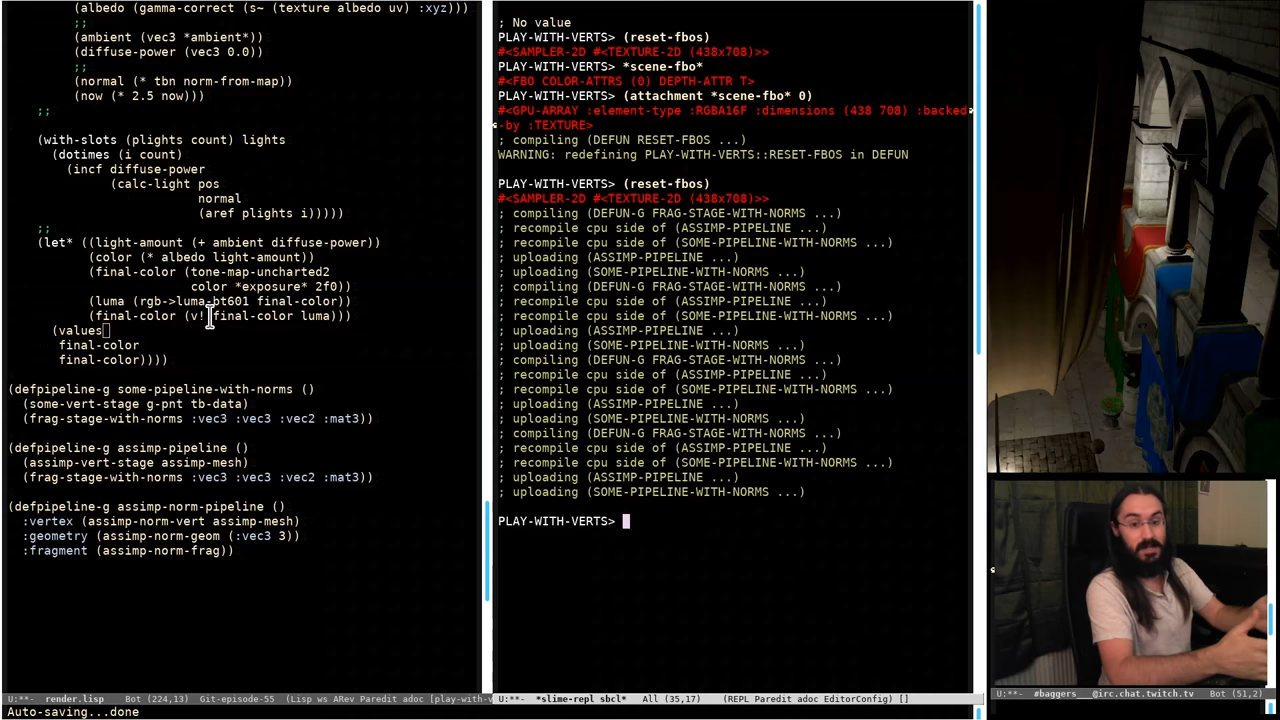 (albedo (gamma-correct (s~ (texture albedo uv) :xyz)))
;;
(ambient (vec3 *ambient*))
(diffuse-power (vec3 0.0))
;;
(normal (* tbn norm-from-map))
(now (* 2.5 now)))
;;
(with-slots (plights count) lights
(dotimes (i count)
(incf diffuse-power
(calc-light pos
normal
(aref plights i)))))
;;
(let* ((light-amount (+ ambient diffuse-power))
(color (* albedo light-amount))
(final-color (tone-map-uncharted2
color *exposure* 2f0))
(luma (rgb->luma-bt601 final-color))
(final-color (v! final-color luma)))
(values
final-color
final-color))))
(defpipeline-g some-pipeline-with-norms ()
(some-vert-stage g-pnt tb-data)
(frag-stage-with-norms :vec3 :vec3 :vec2 :mat3))
(defpipeline-g assimp-pipeline ()
(assimp-vert-stage assimp-mesh)
(frag-stage-with-norms :vec3 :vec3 :vec2 :mat3))
(defpipeline-g assimp-norm-pipeline ()
:vertex (assimp-norm-vert assimp-mesh)
:geometry (assimp-norm-geom (:vec3 3))
:fragment (assimp-norm-frag))
U:**- render.lisp Bot (224,13) Git-episode-55 (Lisp ws ARev Paredit adoc [play-with-v
Auto-saving...done
; No value
PLAY-WITH-VERTS> (reset-fbos)
#<SAMPLER-2D #<TEXTURE-2D (438x708)>>
PLAY-WITH-VERTS> *scene-fbo*
#<FBO COLOR-ATTRS (0) DEPTH-ATTR T>
PLAY-WITH-VERTS> (attachment *scene-fbo* 0)
#<GPU-ARRAY :element-type :RGBA16F :dimensions (438 708) :backed
-by :TEXTURE>
; compiling (DEFUN RESET-FBOS ...)
WARNING: redefining PLAY-WITH-VERTS::RESET-FBOS in DEFUN
PLAY-WITH-VERTS> (reset-fbos)
#<SAMPLER-2D #<TEXTURE-2D (438x708)>>
; compiling (DEFUN-G FRAG-STAGE-WITH-NORMS ...)
; recompile cpu side of (ASSIMP-PIPELINE ...)
; recompile cpu side of (SOME-PIPELINE-WITH-NORMS ...)
; uploading (ASSIMP-PIPELINE ...)
; uploading (SOME-PIPELINE-WITH-NORMS ...)
; compiling (DEFUN-G FRAG-STAGE-WITH-NORMS ...)
; recompile cpu side of (ASSIMP-PIPELINE ...)
; recompile cpu side of (SOME-PIPELINE-WITH-NORMS ...)
; uploading (ASSIMP-PIPELINE ...)
; uploading (SOME-PIPELINE-WITH-NORMS ...)
; compiling (DEFUN-G FRAG-STAGE-WITH-NORMS ...)
; recompile cpu side of (ASSIMP-PIPELINE ...)
; recompile cpu side of (SOME-PIPELINE-WITH-NORMS ...)
; uploading (ASSIMP-PIPELINE ...)
; uploading (SOME-PIPELINE-WITH-NORMS ...)
; compiling (DEFUN-G FRAG-STAGE-WITH-NORMS ...)
; recompile cpu side of (ASSIMP-PIPELINE ...)
; recompile cpu side of (SOME-PIPELINE-WITH-NORMS ...)
; uploading (ASSIMP-PIPELINE ...)
; uploading (SOME-PIPELINE-WITH-NORMS ...)
PLAY-WITH-VERTS>
U:**- *slime-repl sbcl* All (35,17) (REPL Paredit adoc EditorConfig) []
U:**- #baggers___@irc.chat.twitch.tv Bot (51,2)